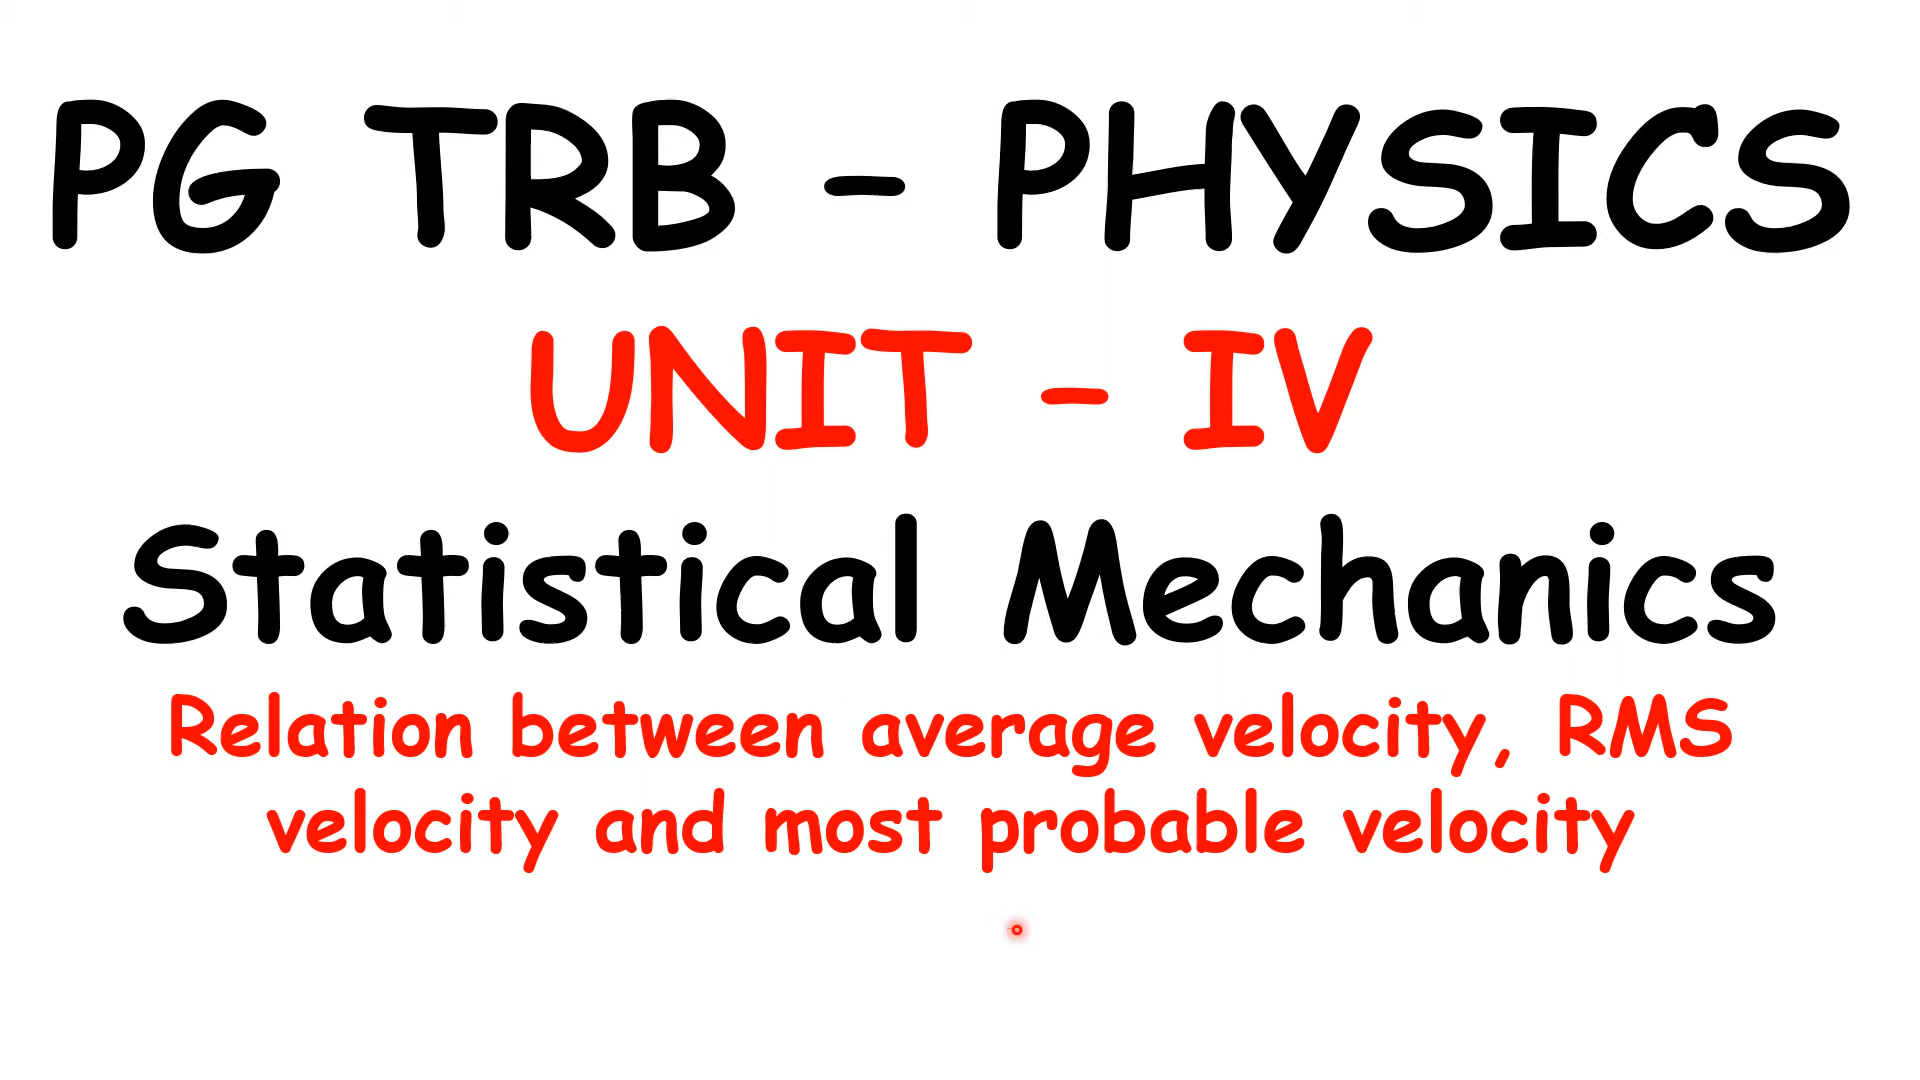 PG TRB - PHYSICS
UNIT - IV
Statistical Mechanics
Relation between average velocity, RMS
velocity and most probable velocity